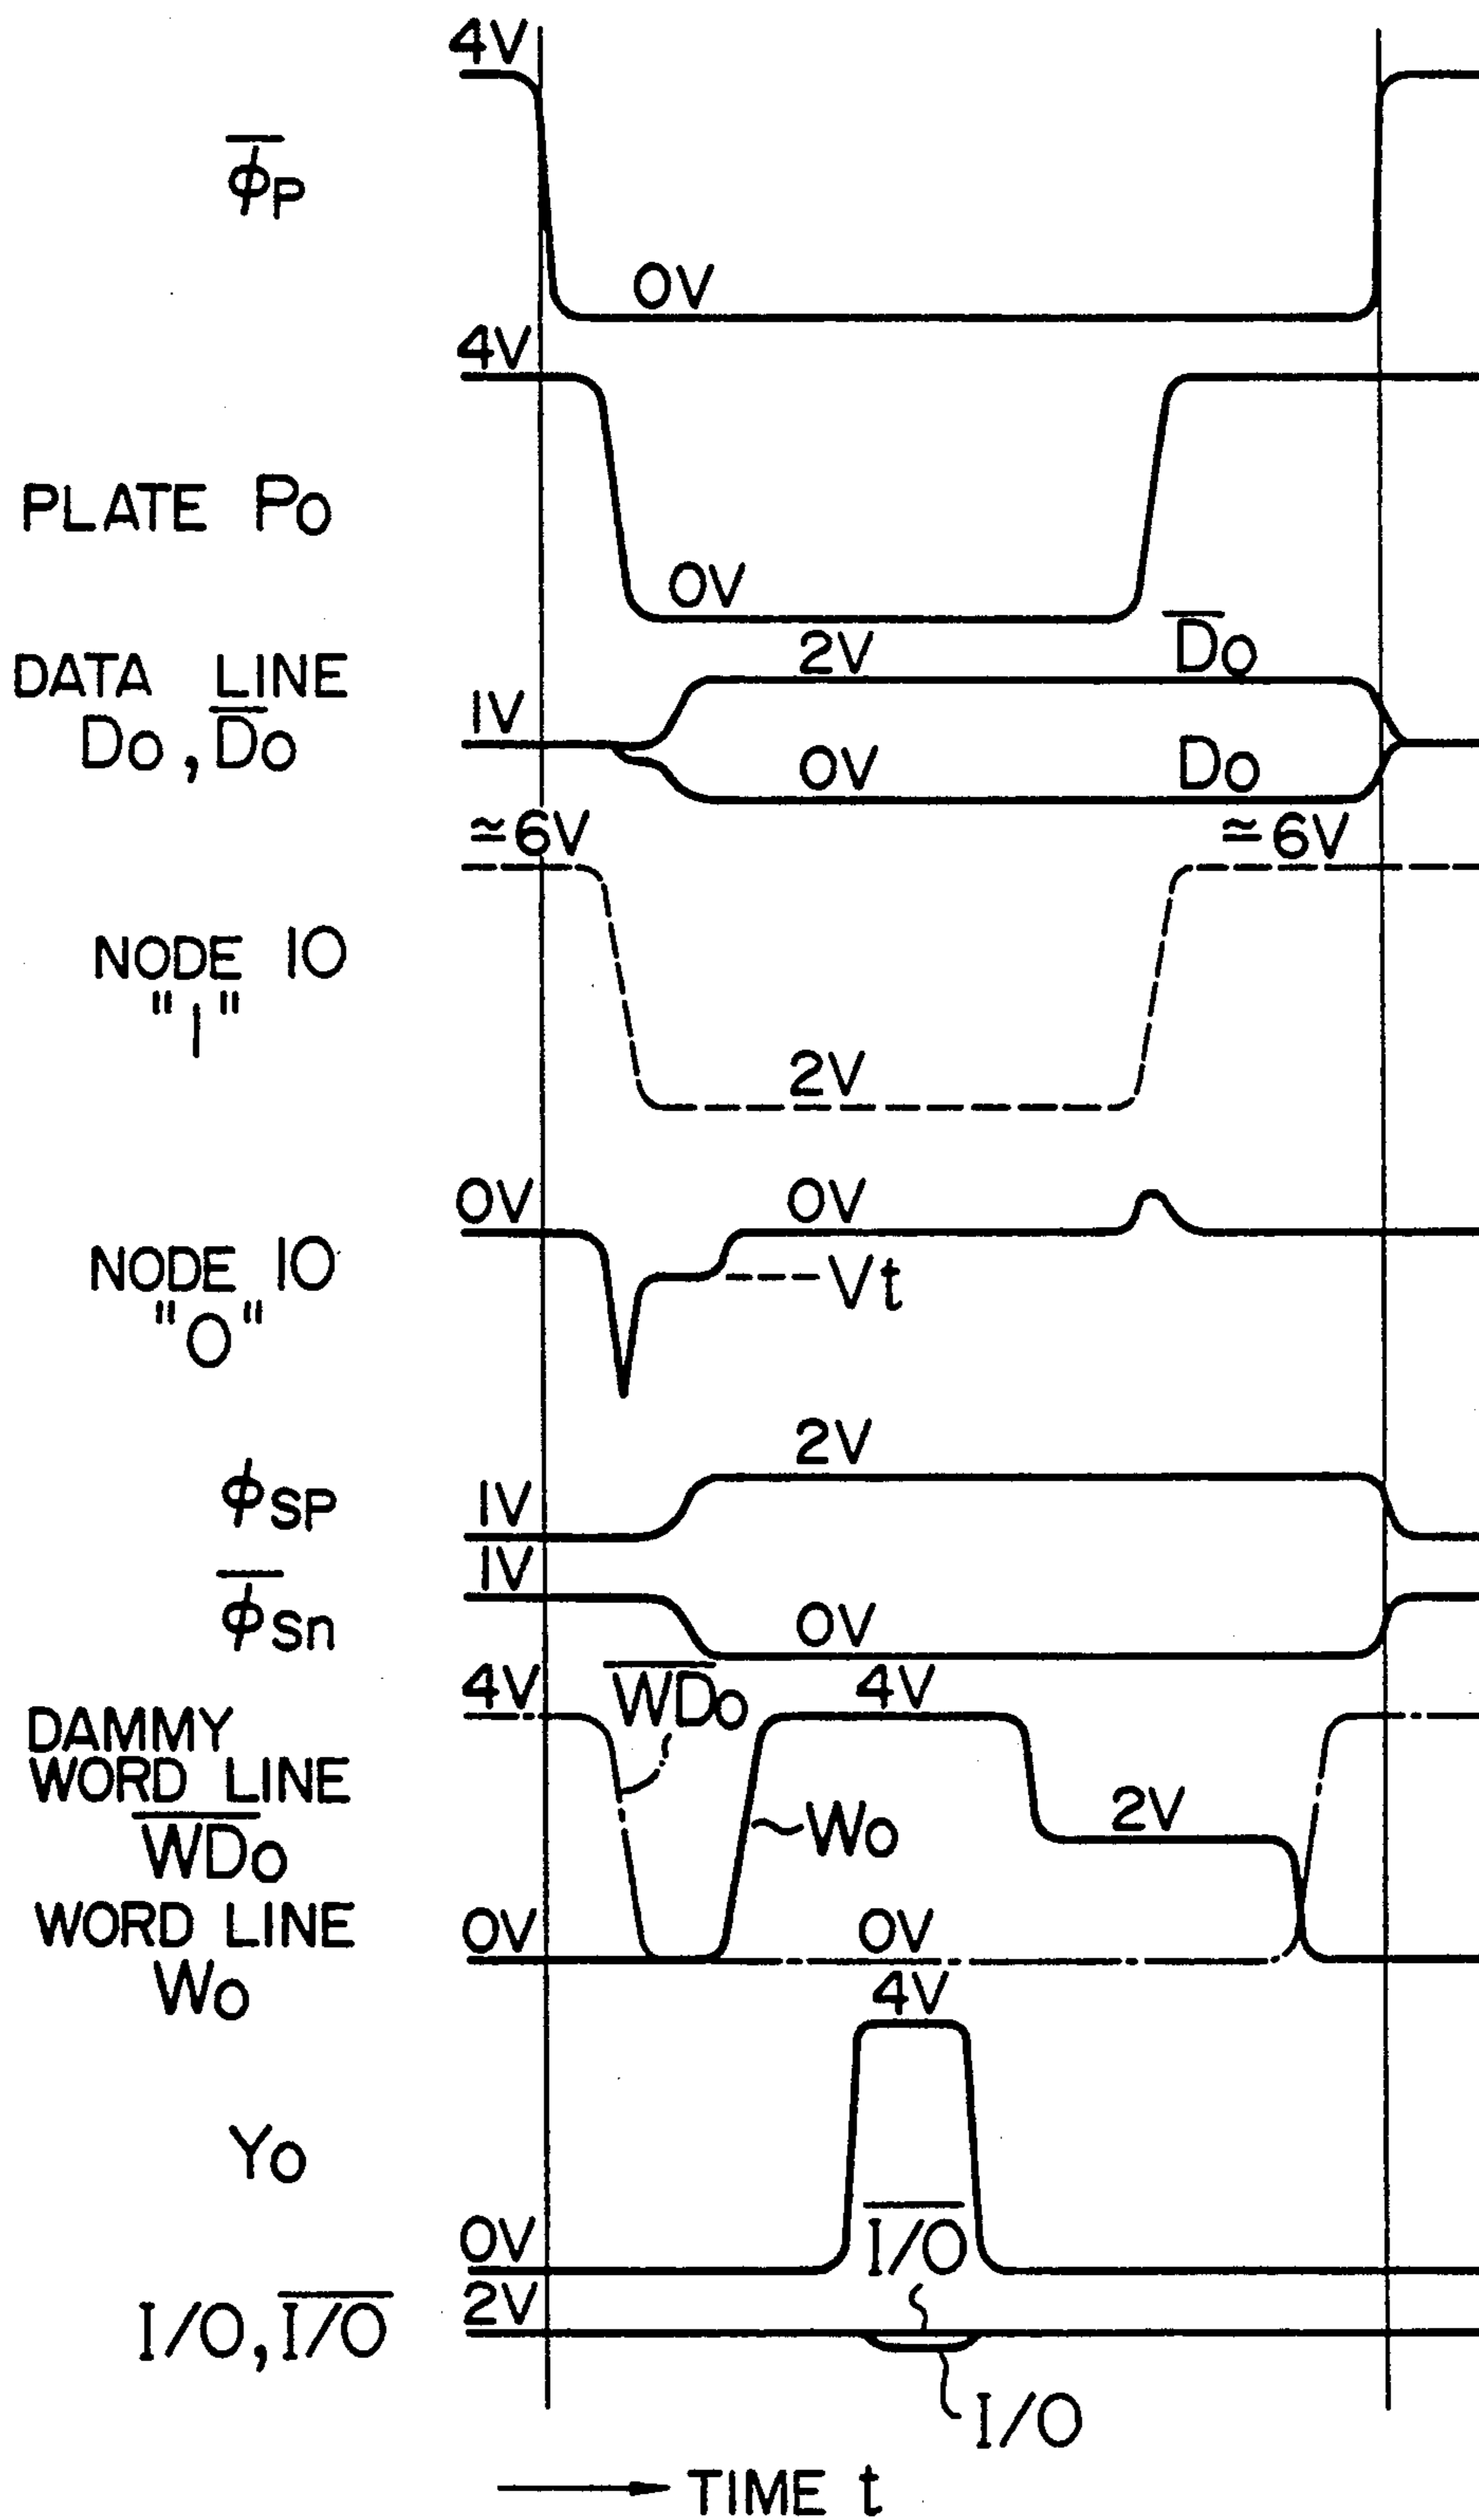 4V
φ̅P
0V
4V
PLATE P0
0V
DATA LINE
D0, D̅0
1V
2V
D̅0
0V
D0
≃6V
≃6V
NODE 10
"1"
2V
0V
0V
NODE 10
"0"
---Vt
φSP
1V
2V
φ̅Sn
1V
0V
4V
W̅D̅0
4V
DAMMY
WORD LINE
W̅D̅0
W0
2V
WORD LINE
W0
0V
0V
4V
Y0
0V
I̅/̅O̅
I/O, I̅/̅O̅
2V
I/O
TIME t